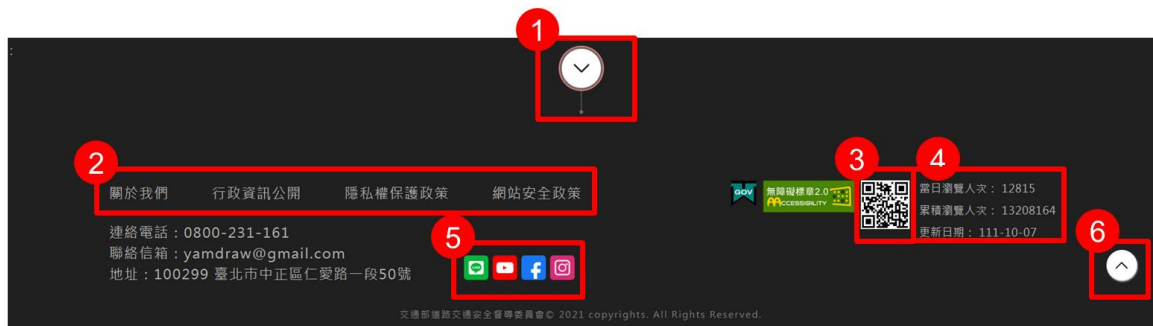 1
:
2
3
4
關於我們 行政資訊公開 隱私權保護政策 網站安全政策
GOV
無障礙標章2.0
AACCESSIBILITY
當日瀏覽人次： 12815
累積瀏覽人次： 13208164
更新日期： 111-10-07
連絡電話：0800-231-161
聯絡信箱：yamdraw@gmail.com
地址：100299 臺北市中正區仁愛路一段50號
5
6
交通部道路交通安全督導委員會© 2021 copyrights. All Rights Reserved.